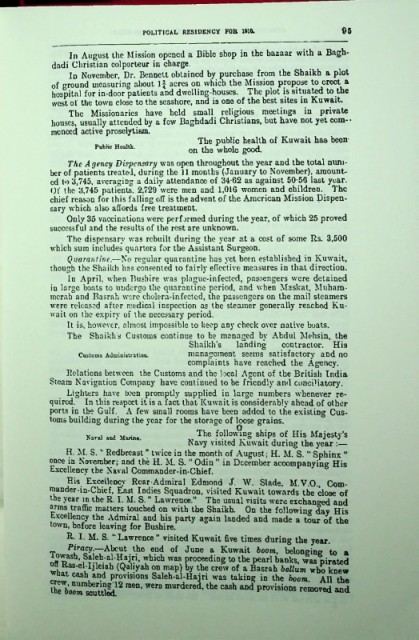 POLITICAL RESIDENCY FOR 1910. 95
In August the Mission opened a Bible shop in the bazaar with a Bagh-
dadi Christian colporteur in charge.
In November, Dr. Bennett obtained by purchase from the Shaikh a plot
of ground measuring about 1¾ acres on which the Mission propose to erect a
hospital for in-door patients and dwelling-houses. The plot is situated to the
west of the town close to the seashore, and is one of the best sites in Kuwait.
The Missionaries have held small religious meetings in private
houses, usually attended by a few Baghdadi Christians, but have not yet com-
menced active proselytism.
Public Health.
The public health of Kuwait has been
on the whole good.
The Agency Dispensary was open throughout the year and the total num-
ber of patients treated, during the 11 months (January to November), amount-
ed to 3,745, averaging a daily attendance of 34·62 as against 50·56 last year.
Of the 3,745 patients, 2,729 were men and 1,016 women and children. The
chief reason for this falling off is the advent of the American Mission Dispen-
sary which also affords free treatment.
Only 35 vaccinations were performed during the year, of which 25 proved
successful and the results of the rest are unknown.
The dispensary was rebuilt during the year at a cost of some Rs. 3,500
which sum includes quarters for the Assistant Surgeon.
Quarantine.—No regular quarantine has yet been established in Kuwait,
though the Shaikh has consented to fairly effective measures in that direction.
In April, when Bushire was plague-infected, passengers were detained
in large boats to undergo the quarantine period, and when Maskat, Muham-
merah and Basrah were cholera-infected, the passengers on the mail steamers
were released after medical inspection as the steamer generally reached Ku-
wait on the expiry of the necessary period.
It is, however, almost impossible to keep any check over native boats.
The Shaikh's Customs continue to be managed by Abdul Mehsin, the
Customs Administration.
Shaikh's landing contractor. His
management seems satisfactory and no
complaints have reached the Agency.
Relations between the Customs and the local Agent of the British India
Steam Navigation Company have continued to be friendly and conciliatory.
Lighters have been promptly supplied in large numbers whenever re-
quired. In this respect it is a fact that Kuwait is considerably ahead of other
ports in the Gulf. A few small rooms have been added to the existing Cus-
toms building during the year for the storage of loose grains.
Naval and Marine.
The following ships of His Majesty's
Navy visited Kuwait during the year :—
H. M. S. "Redbreast" twice in the month of August; H. M. S. "Sphinx"
once in November; and the H. M. S. "Odin" in December accompanying His
Excellency the Naval Commander-in-Chief.
His Excellency Rear-Admiral Edmond J. W. Slade, M.V.O., Com-
mander-in-Chief, East Indies Squadron, visited Kuwait towards the close of
the year in the R. I. M. S. "Lawrence." The usual visits were exchanged and
arms traffic matters touched on with the Shaikh. On the following day His
Excellency the Admiral and his party again landed and made a tour of the
town, before leaving for Bushire.
R. I. M. S. "Lawrence" visited Kuwait five times during the year.
Piracy.—About the end of June a Kuwait boom, belonging to a
Towash, Saleh-al-Hajri, which was proceeding to the pearl banks, was pirated
off Ras-el-Ijleiah (Qaliyah on map) by the crew of a Basrah bellum who knew
what cash and provisions Saleh-al-Hajri was taking in the boom. All the
crew, numbering 12 men, were murdered, the cash and provisions removed and
the boom scuttled.